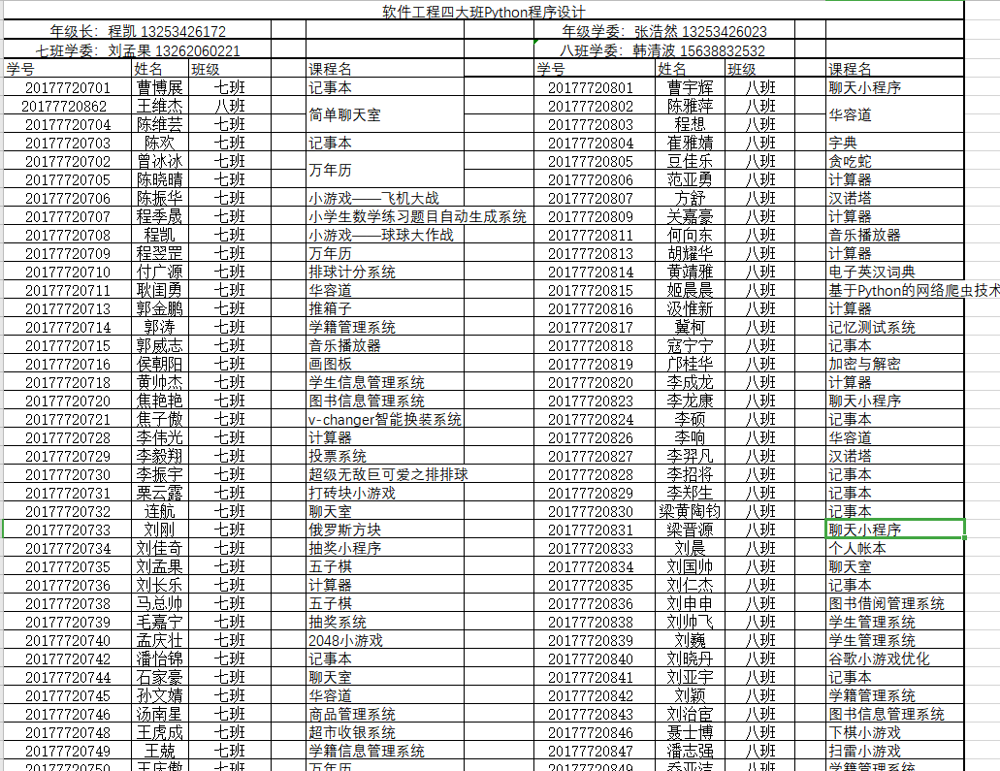 软件工程四大班Python程序设计
年级长：程凯 13253426172 年级学委：张浩然 13253426023
七班学委：刘孟果 13262060221 八班学委：韩清波 15638832532
学号 姓名 班级 课程名 学号 姓名 班级 课程名
20177720701 曹博展 七班 记事本 20177720801 曹宇辉 八班 聊天小程序
20177720862 王维杰 八班 简单聊天室 20177720802 陈雅萍 八班 华容道
20177720704 陈维芸 七班 20177720803 程想 八班
20177720703 陈欢 七班 记事本 20177720804 崔雅婧 八班 字典
20177720702 曾冰冰 七班 万年历 20177720805 豆佳乐 八班 贪吃蛇
20177720705 陈晓晴 七班 20177720806 范亚勇 八班 计算器
20177720706 陈振华 七班 小游戏——飞机大战 20177720807 方舒 八班 汉诺塔
20177720707 程季晟 七班 小学生数学练习题目自动生成系统 20177720809 关嘉豪 八班 计算器
20177720708 程凯 七班 小游戏——球球大作战 20177720811 何向东 八班 音乐播放器
20177720709 程翌罡 七班 万年历 20177720813 胡耀华 八班 计算器
20177720710 付广源 七班 排球计分系统 20177720814 黄靖雅 八班 电子英汉词典
20177720711 耿闺勇 七班 华容道 20177720815 姬晨晨 八班 基于Python的网络爬虫技术
20177720713 郭金鹏 七班 推箱子 20177720816 汲惟新 八班 计算器
20177720714 郭涛 七班 学籍管理系统 20177720817 冀柯 八班 记忆测试系统
20177720715 郭威志 七班 音乐播放器 20177720818 寇宁宁 八班 记事本
20177720716 侯朝阳 七班 画图板 20177720819 邝桂华 八班 加密与解密
20177720718 黄帅杰 七班 学生信息管理系统 20177720820 李成龙 八班 计算器
20177720720 焦艳艳 七班 图书信息管理系统 20177720823 李龙康 八班 聊天小程序
20177720721 焦子傲 七班 v-changer智能换装系统 20177720824 李硕 八班 记事本
20177720728 李伟光 七班 计算器 20177720826 李响 八班 华容道
20177720729 李毅翔 七班 投票系统 20177720827 李羿凡 八班 汉诺塔
20177720730 李振宇 七班 超级无敌巨可爱之排排球 20177720828 李招将 八班 记事本
20177720731 栗云露 七班 打砖块小游戏 20177720829 李郑生 八班 记事本
20177720732 连航 七班 聊天室 20177720830 梁黄陶钧 八班 记事本
20177720733 刘刚 七班 俄罗斯方块 20177720831 梁晋源 八班 聊天小程序
20177720734 刘佳奇 七班 抽奖小程序 20177720833 刘晨 八班 个人帐本
20177720735 刘孟果 七班 五子棋 20177720834 刘国帅 八班 聊天室
20177720736 刘长乐 七班 计算器 20177720835 刘仁杰 八班 记事本
20177720738 马总帅 七班 五子棋 20177720836 刘申申 八班 图书借阅管理系统
20177720739 毛嘉宁 七班 抽奖系统 20177720838 刘帅飞 八班 学生管理系统
20177720740 孟庆壮 七班 2048小游戏 20177720839 刘巍 八班 学生管理系统
20177720742 潘怡锦 七班 记事本 20177720840 刘晓丹 八班 谷歌小游戏优化
20177720744 石家豪 七班 聊天室 20177720841 刘亚宇 八班 记事本
20177720745 孙文婧 七班 华容道 20177720842 刘颖 八班 学籍管理系统
20177720746 汤南星 七班 商品管理系统 20177720843 刘治宦 八班 图书信息管理系统
20177720748 王虎成 七班 超市收银系统 20177720846 聂士博 八班 下棋小游戏
20177720749 王兢 七班 学籍信息管理系统 20177720847 潘志强 八班 扫雷小游戏
20177720750 王庆傲 七班 万年历 20177720849 乔亚洁 八班 学籍管理系统